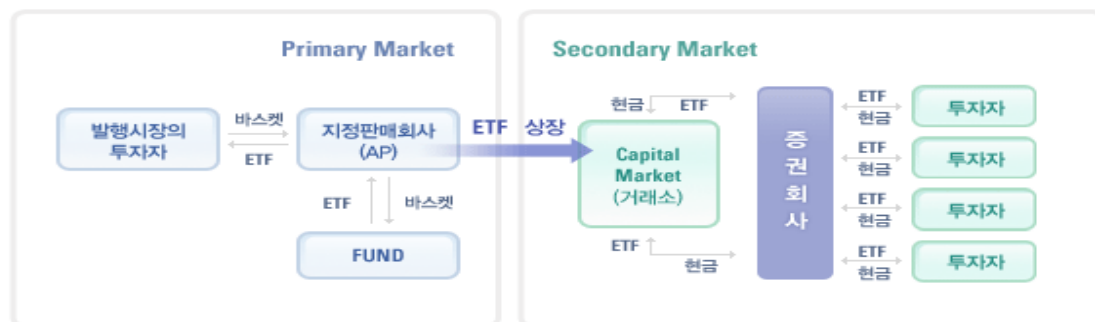 Primary Market
Secondary Market
발행시장의
투자자
바스켓
ETF
지정판매회사
(AP)
ETF
바스켓
FUND
ETF 상장
현금
ETF
Capital
Market
(거래소)
ETF
현금
증
권
회
사
ETF
현금
투자자
ETF
현금
투자자
ETF
현금
투자자
ETF
현금
투자자